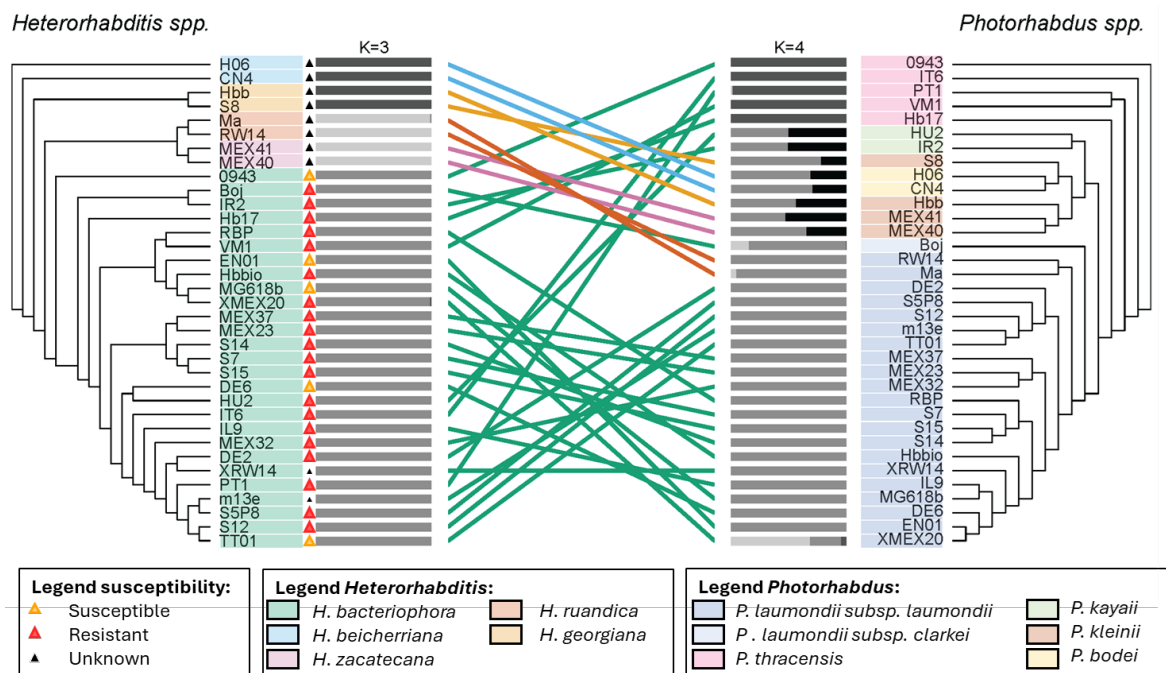 Heterorhabditis spp.
Photorhabdus spp.
K=3
K=4
H06
CN4
Hbb
S8
Ma
RW14
MEX41
MEX40
0943
Boj
IR2
Hb17
RBP
VM1
EN01
Hbbio
MG618b
XMEX20
MEX37
MEX23
S14
S7
S15
DE6
HU2
IT6
IL9
MEX32
DE2
XRW14
PT1
m13e
S5P8
S12
TT01
0943
IT6
PT1
VM1
Hb17
HU2
IR2
S8
H06
CN4
Hbb
MEX41
MEX40
Boj
RW14
Ma
DE2
S5P8
S12
m13e
TT01
MEX37
MEX23
MEX32
RBP
S7
S15
S14
Hbbio
XRW14
IL9
MG618b
DE6
EN01
XMEX20
Legend susceptibility:
Susceptible
Resistant
Unknown
Legend Heterorhabditis:
H. bacteriophora
H. beicherriana
H. zacatecana
H. ruandica
H. georgiana
Legend Photorhabdus:
P. laumondii subsp. laumondii
P . laumondii subsp. clarkei
P. thracensis
P. kayaii
P. kleinii
P. bodei